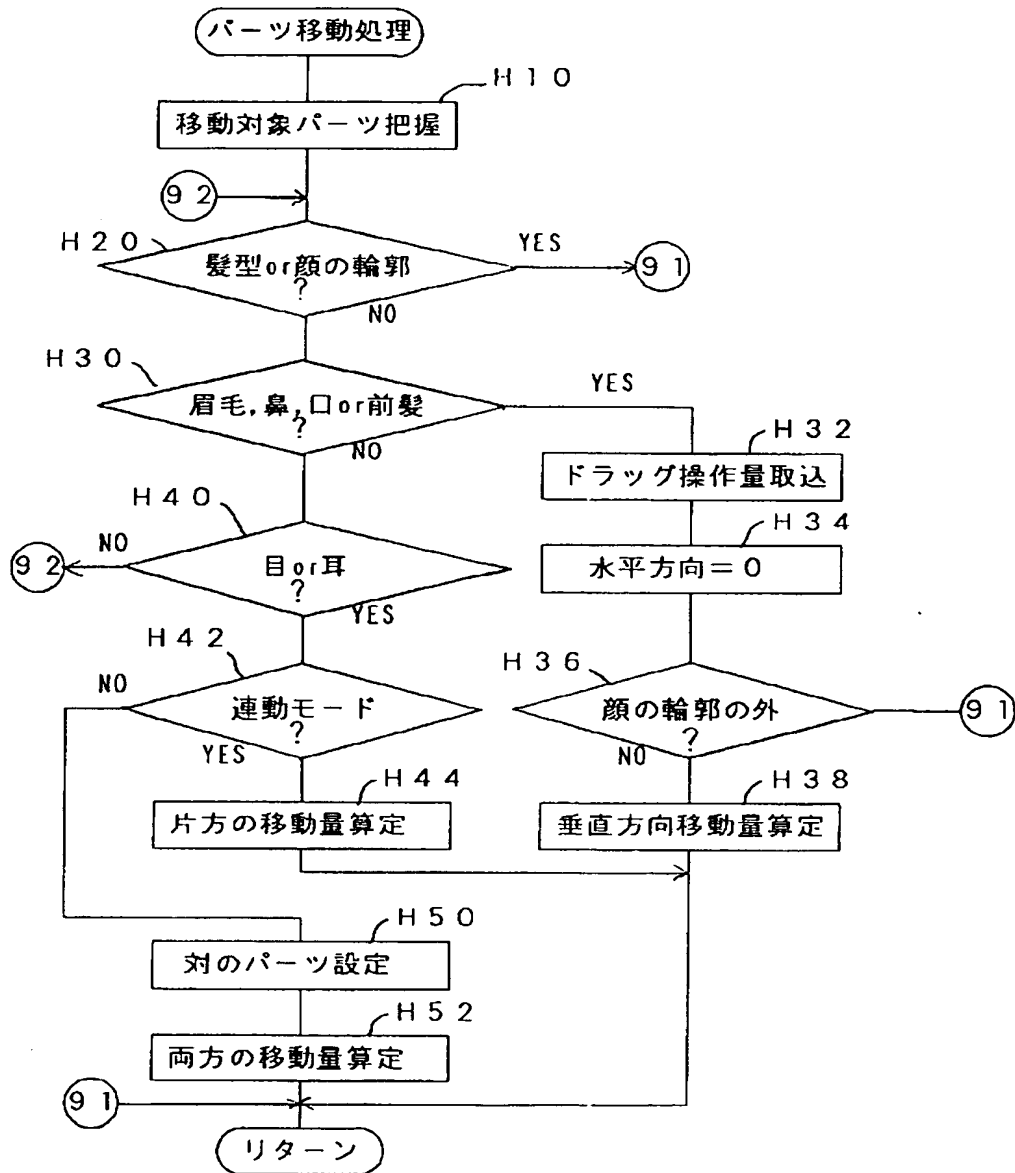 パーツ移動処理
H10
移動対象パーツ把握
92
H20
髪型or顔の輪郭
?
YES
91
NO
H30
眉毛,鼻,口or前髪
?
YES
NO
H32
ドラッグ操作量取込
H40
H34
NO
92
目or耳
?
水平方向=0
YES
H42
H36
NO
連動モード
?
顔の輪郭の外
?
91
YES
NO
H44
H38
片方の移動量算定
垂直方向移動量算定
H50
対のパーツ設定
H52
両方の移動量算定
91
リターン